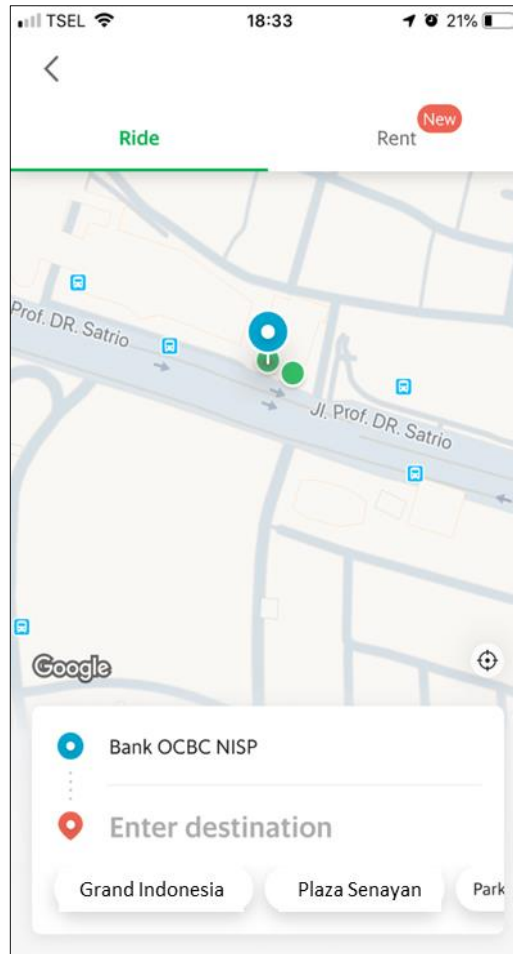 TSEL 18:33 21%
Ride Rent New
Prof. DR. Satrio
Jl. Prof. DR. Satrio
Google
Bank OCBC NISP
Enter destination
Grand Indonesia Plaza Senayan Park